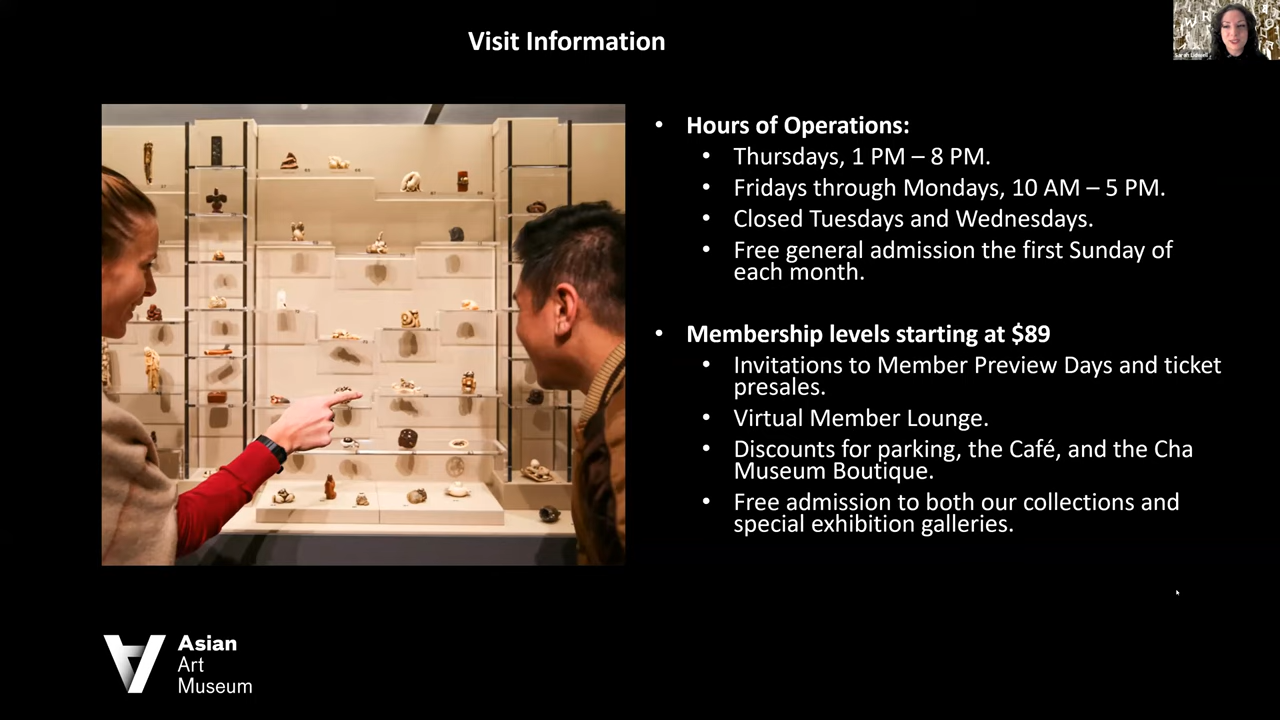 Visit Information
• Hours of Operations:
• Thursdays, 1 PM – 8 PM.
• Fridays through Mondays, 10 AM – 5 PM.
• Closed Tuesdays and Wednesdays.
• Free general admission the first Sunday of
each month.
• Membership levels starting at $89
• Invitations to Member Preview Days and ticket
presales.
• Virtual Member Lounge.
• Discounts for parking, the Café, and the Cha
Museum Boutique.
• Free admission to both our collections and
special exhibition galleries.
Asian
Art
Museum